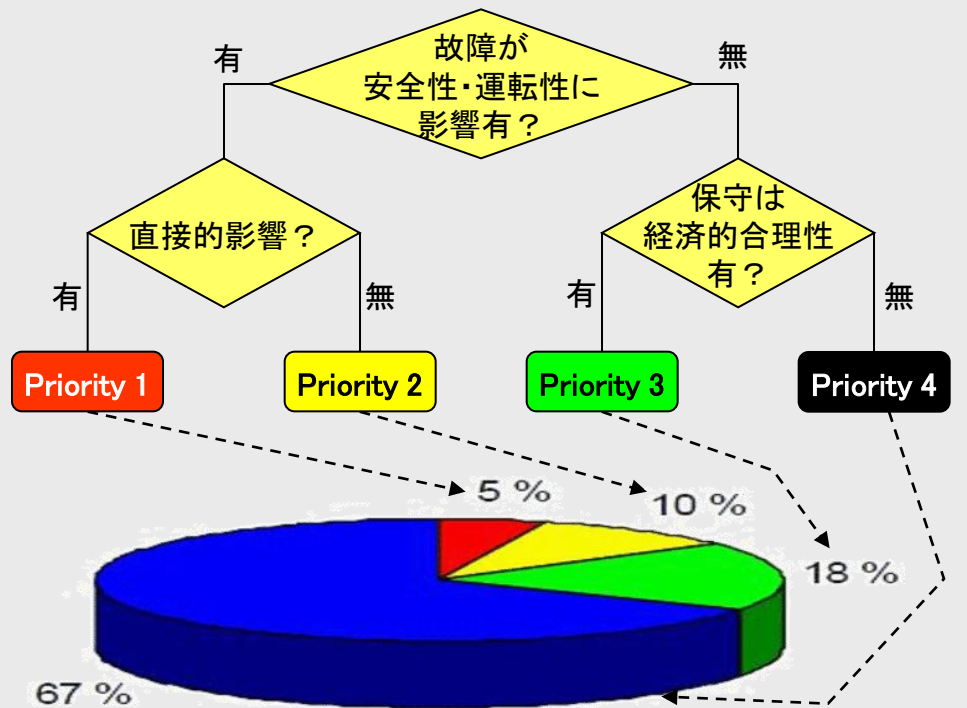 故障が
安全性・運転性に
影響有？
有
無
直接的影響？
保守は
経済的合理性
有？
有
無
有
無
Priority 1
Priority 2
Priority 3
Priority 4
5 %
10 %
18 %
67 %